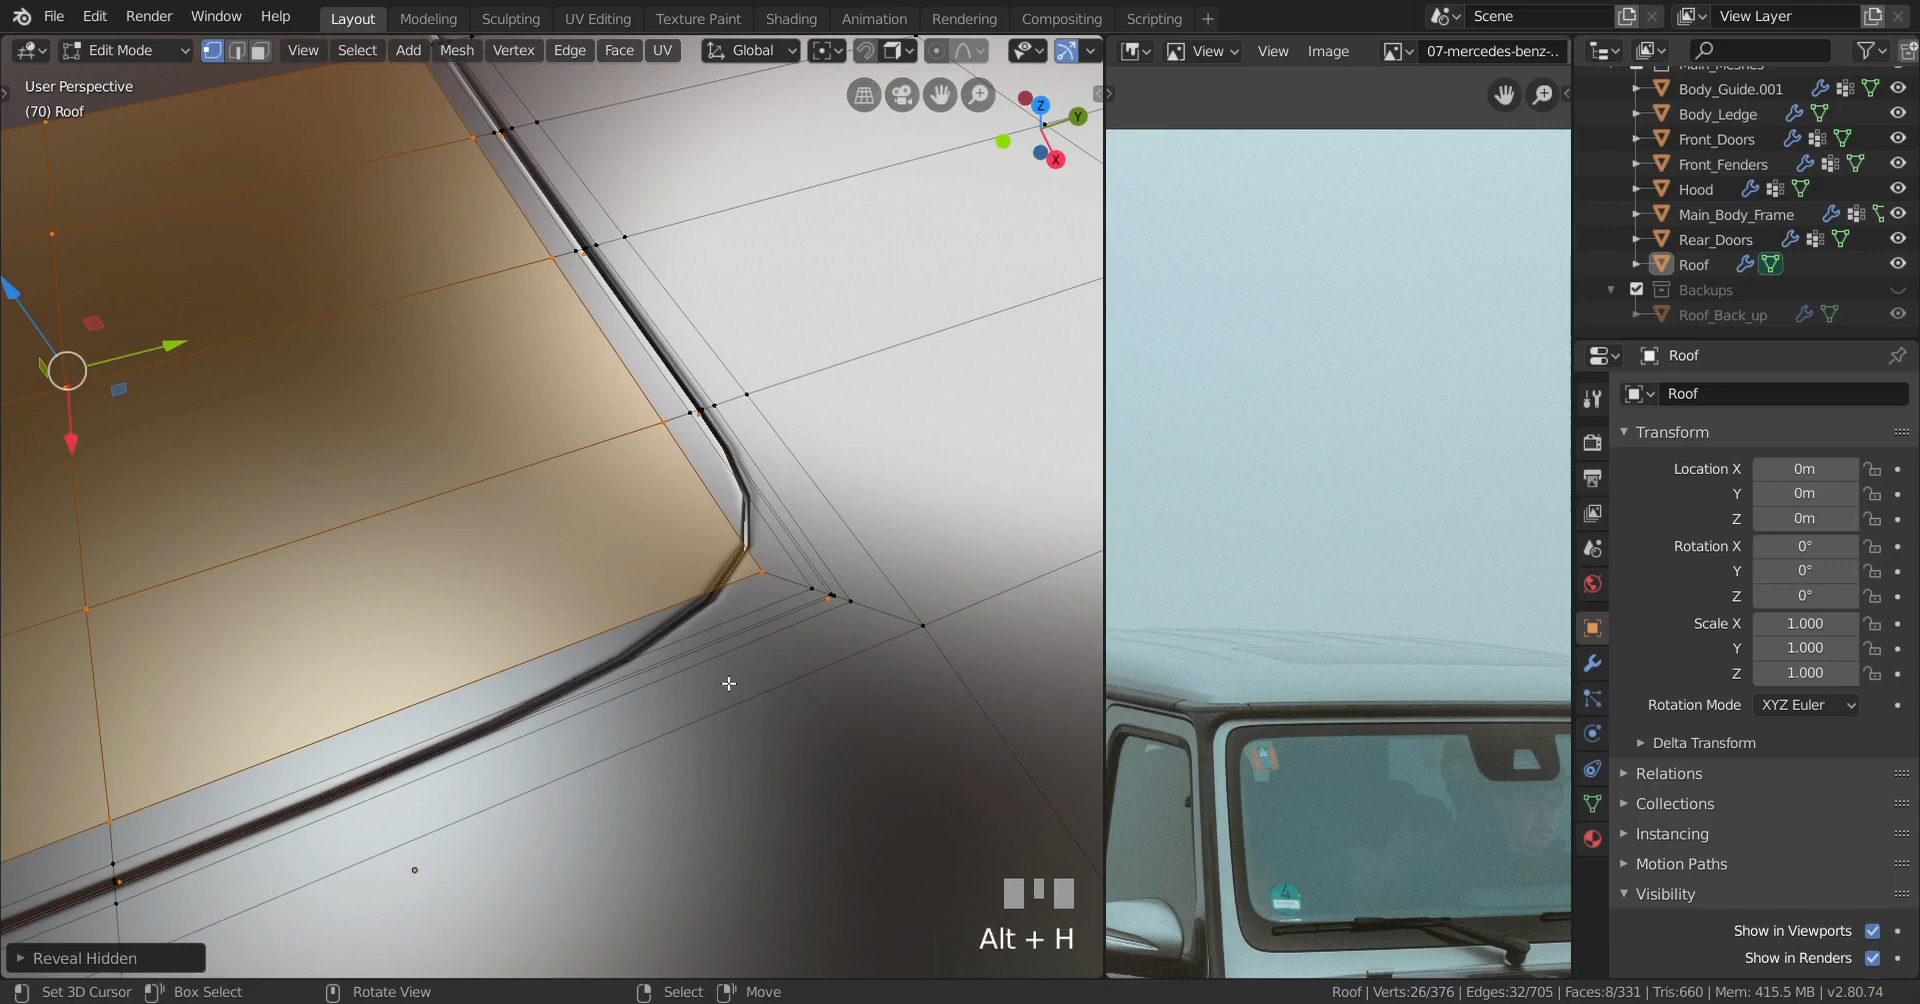 File Edit Render Window Help Layout Modeling Sculpting UV Editing Texture Paint Shading Animation Rendering Compositing Scripting + Scene View Layer
Edit Mode View Select Add Mesh Vertex Edge Face UV Global View View Image 07-mercedes-benz-..
User Perspective
(70) Roof
Z
Y
X
Main_Meshes
Body_Guide.001
Body_Ledge
Front_Doors
Front_Fenders
Hood
Main_Body_Frame
Rear_Doors
Roof
Backups
Roof_Back_up
Roof
Roof
Transform
Location X 0m
Y 0m
Z 0m
Rotation X 0°
Y 0°
Z 0°
Scale X 1.000
Y 1.000
Z 1.000
Rotation Mode XYZ Euler
Delta Transform
Relations
Collections
Instancing
Motion Paths
Visibility
Show in Viewports
Show in Renders
4
Alt + H
Reveal Hidden
Set 3D Cursor Box Select Rotate View Select Move Roof | Verts:26/376 | Edges:32/705 | Faces:8/331 | Tris:660 | Mem: 415.5 MB | v2.80.74